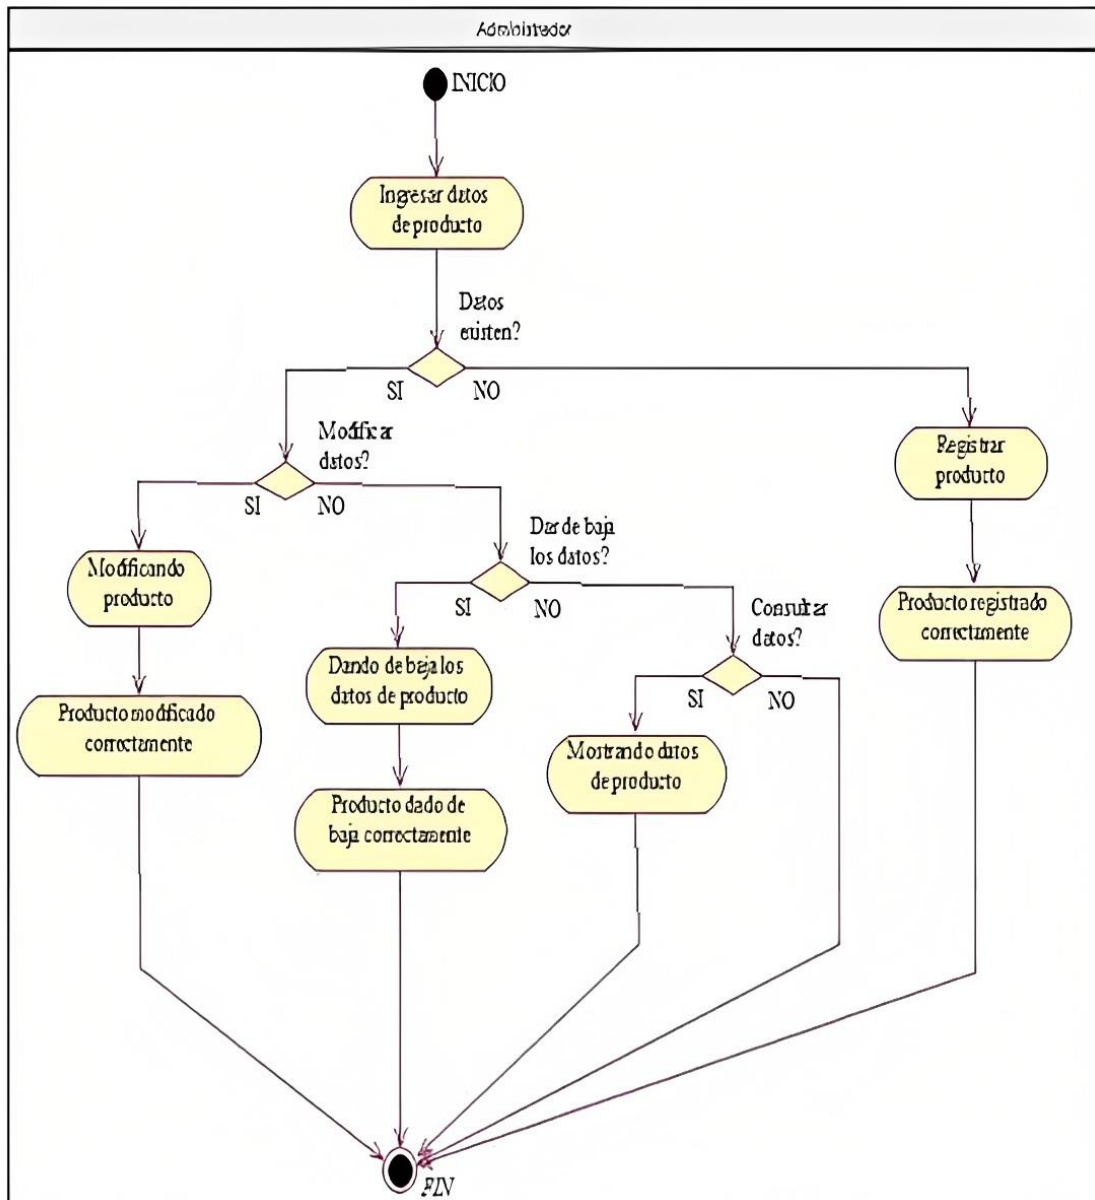 Administrador
INICIO
Ingresar datos
de producto
Datos
existen?
SI
NO
Modificar
datos?
SI
NO
Registrar
producto
Dar de baja
los datos?
SI
NO
Modificando
producto
Producto registrado
correctamente
Consultar
datos?
SI
NO
Dando de baja los
datos de producto
Producto modificado
correctamente
Mostrando datos
de producto
Producto dado de
baja correctamente
FIN